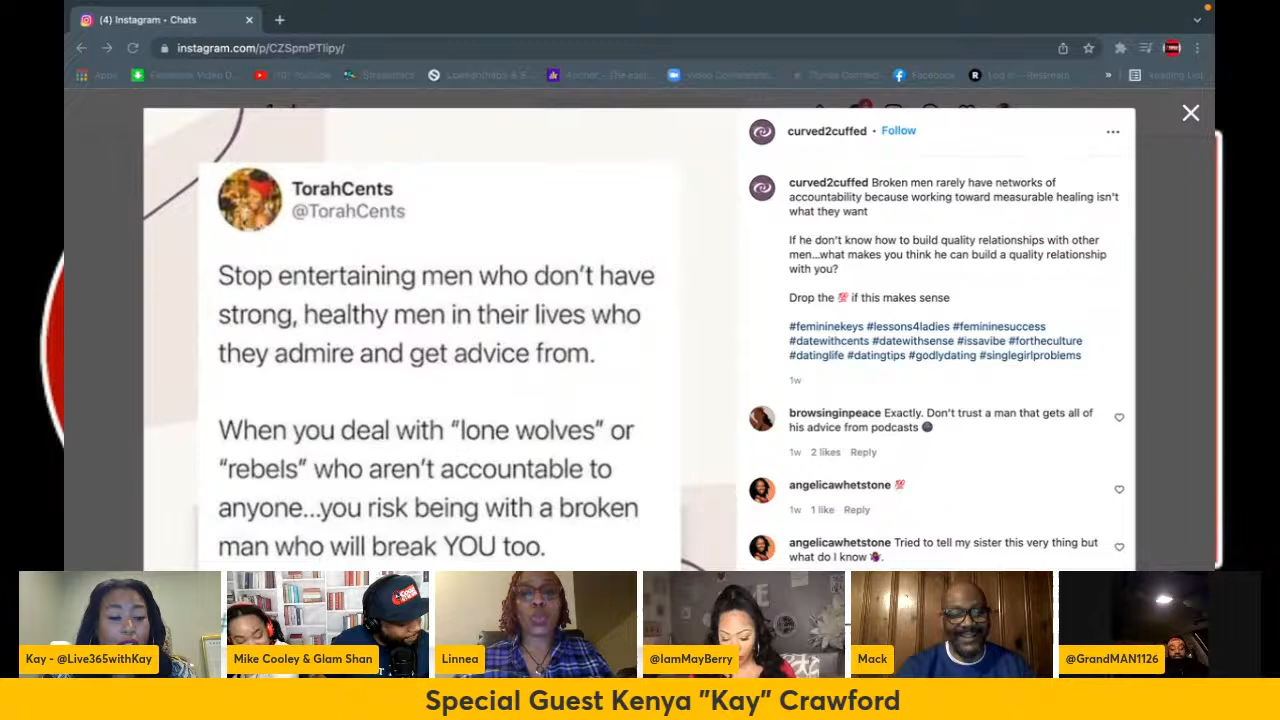 (4) Instagram • Chats
instagram.com/p/CZSpmPTlipy/
Apps
Facebook
Reading List
TorahCents
@TorahCents
Stop entertaining men who don't have
strong, healthy men in their lives who
they admire and get advice from.
When you deal with "lone wolves" or
"rebels" who aren't accountable to
anyone...you risk being with a broken
man who will break YOU too.
curved2cuffed • Follow
curved2cuffed Broken men rarely have networks of
accountability because working toward measurable healing isn't
what they want
If he don't know how to build quality relationships with other
men...what makes you think he can build a quality relationship
with you?
Drop the 💯 if this makes sense
#femininekeys #lessons4ladies #femininesuccess
#datewithcents #datewithsense #issavibe #fortheculture
#datinglife #datingtips #godlydating #singlegirlproblems
1w
browsinginpeace Exactly. Don't trust a man that gets all of
his advice from podcasts
1w 2 likes Reply
angelicawhetstone 💯
1w 1 like Reply
angelicawhetstone Tried to tell my sister this very thing but
what do I know
Kay - @Live365withKay
Mike Cooley & Glam Shan
Linnea
@IamMayBerry
Mack
@GrandMAN1126
Special Guest Kenya "Kay" Crawford